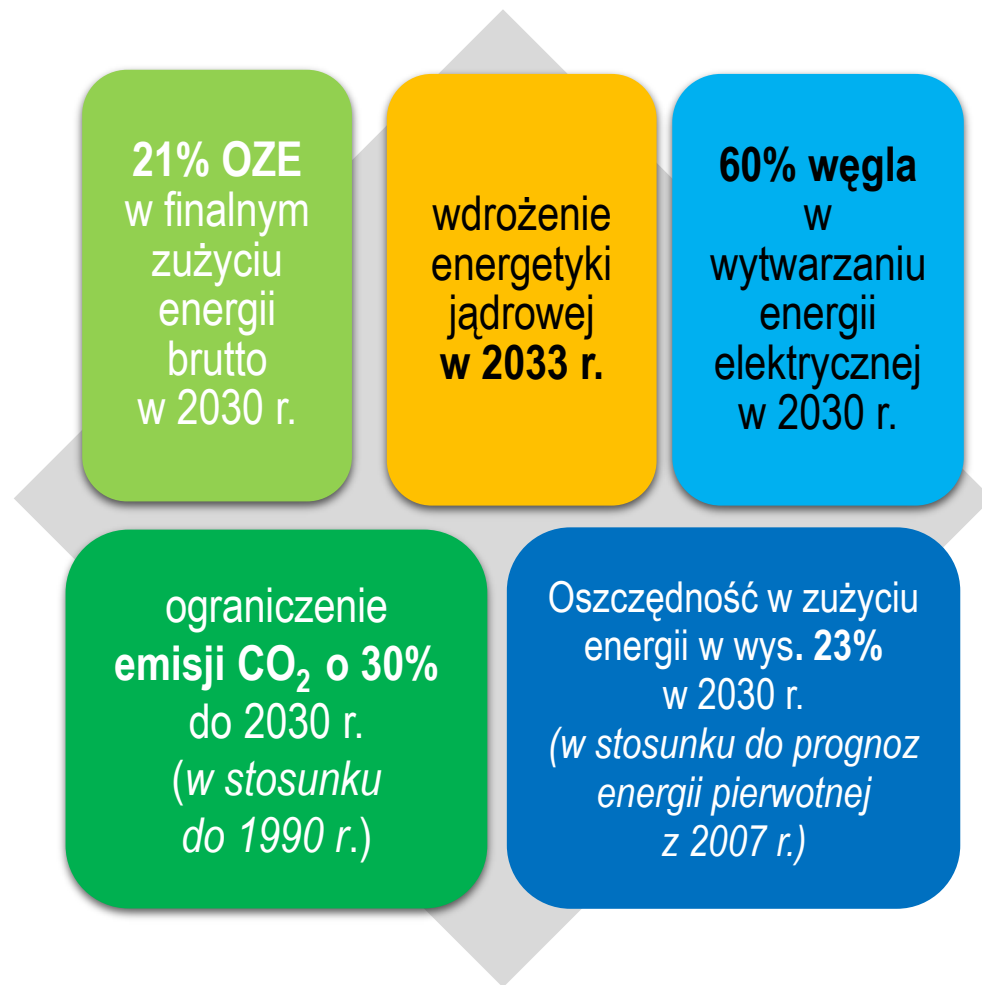 21% OZE
w finalnym
zużyciu
energii
brutto
w 2030 r.
wdrożenie
energetyki
jądrowej
w 2033 r.
60% węgla
w
wytwarzaniu
energii
elektrycznej
w 2030 r.
ograniczenie
emisji CO₂ o 30%
do 2030 r.
(w stosunku
do 1990 r.)
Oszczędność w zużyciu
energii w wys. 23%
w 2030 r.
(w stosunku do prognoz
energii pierwotnej
z 2007 r.)